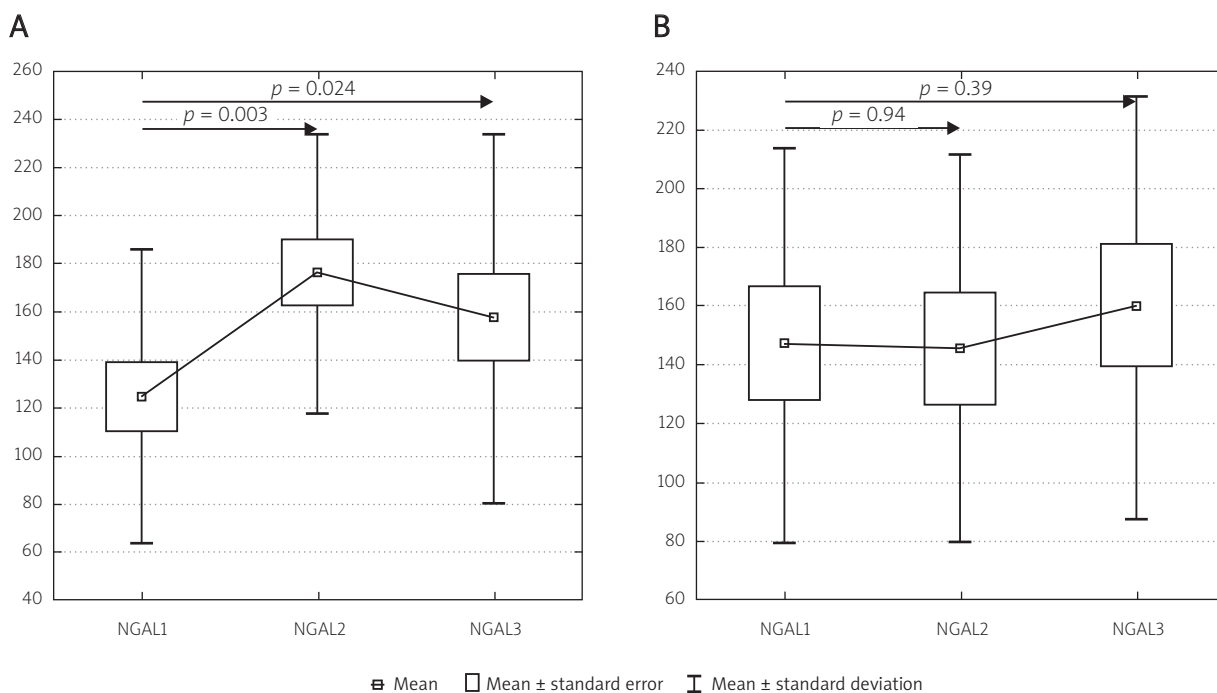 A
260
240
220
200
180
160
140
120
100
80
60
40
p = 0.024
p = 0.003
NGAL1 NGAL2 NGAL3
B
240
220
200
180
160
140
120
100
80
60
p = 0.39
p = 0.94
NGAL1 NGAL2 NGAL3
Mean Mean ± standard error Mean ± standard deviation